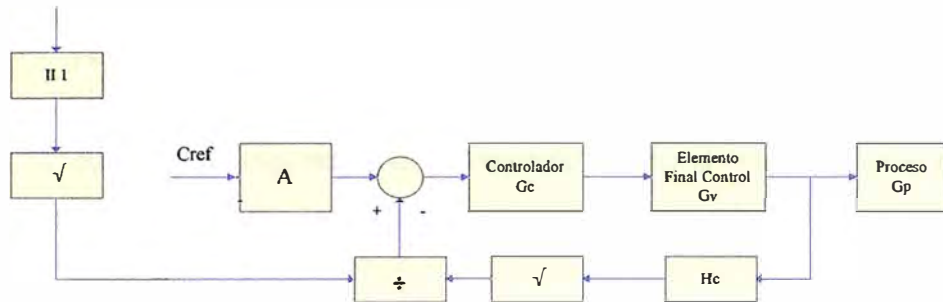 II 1
√
Cref
A
+
-
Controlador
Gc
Elemento
Final Control
Gv
Proceso
Gp
÷
√
Hc